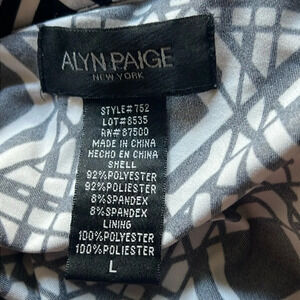 ALYN PAIGE
NEW YORK
STYLE#752
LOT#8535
RN#87500
MADE IN CHINA
HECHO EN CHINA
SHELL
92%POLYESTER
92%POLIESTER
8%SPANDEX
8%SPANDEX
LINING
100%POLYESTER
100%POLIESTER
L